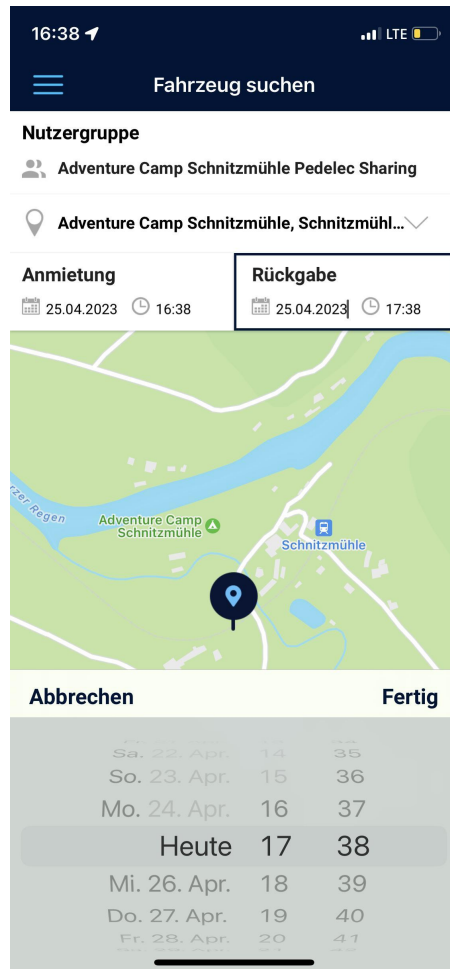 16:38 LTE
Fahrzeug suchen
Nutzergruppe
Adventure Camp Schnitzmühle Pedelec Sharing
Adventure Camp Schnitzmühle, Schnitzmühl...
Anmietung Rückgabe
25.04.2023 16:38 25.04.2023 17:38
rzer Regen
Adventure Camp
Schnitzmühle
Schnitzmühle
Abbrechen Fertig
Sa. 22. Apr. 14 35
So. 23. Apr. 15 36
Mo. 24. Apr. 16 37
Heute 17 38
Mi. 26. Apr. 18 39
Do. 27. Apr. 19 40
Fr. 28. Apr. 20 41